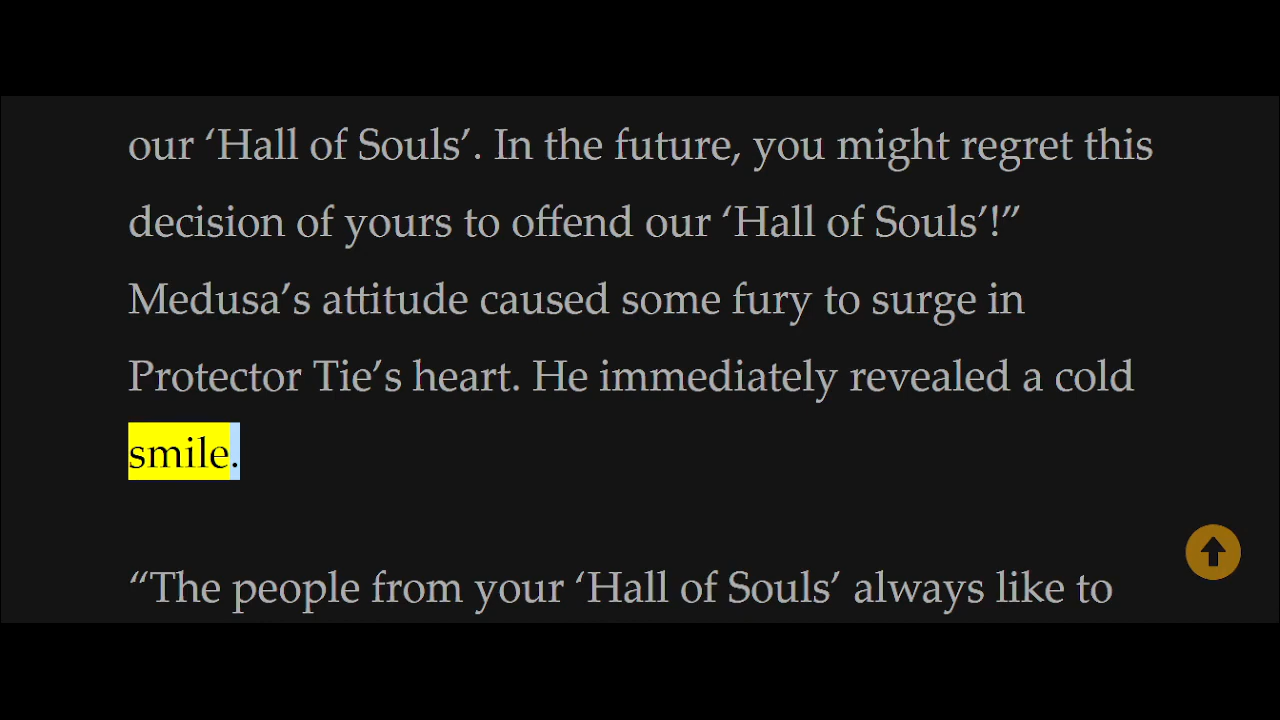 our ‘Hall of Souls’. In the future, you might regret this
decision of yours to offend our ‘Hall of Souls’!”
Medusa’s attitude caused some fury to surge in
Protector Tie’s heart. He immediately revealed a cold
smile.
“The people from your ‘Hall of Souls’ always like to